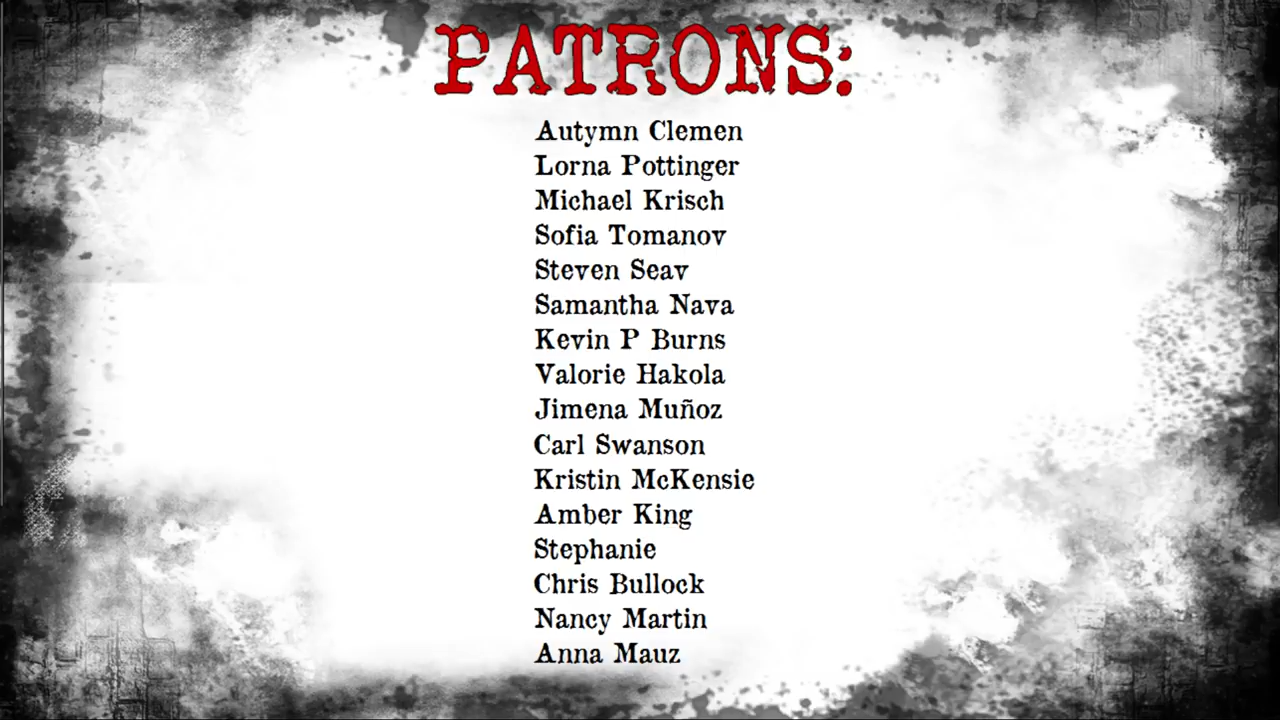 PATRONS:
Autymn Clemen
Lorna Pottinger
Michael Krisch
Sofia Tomanov
Steven Seav
Samantha Nava
Kevin P Burns
Valorie Hakola
Jimena Muñoz
Carl Swanson
Kristin McKensie
Amber King
Stephanie
Chris Bullock
Nancy Martin
Anna Mauz